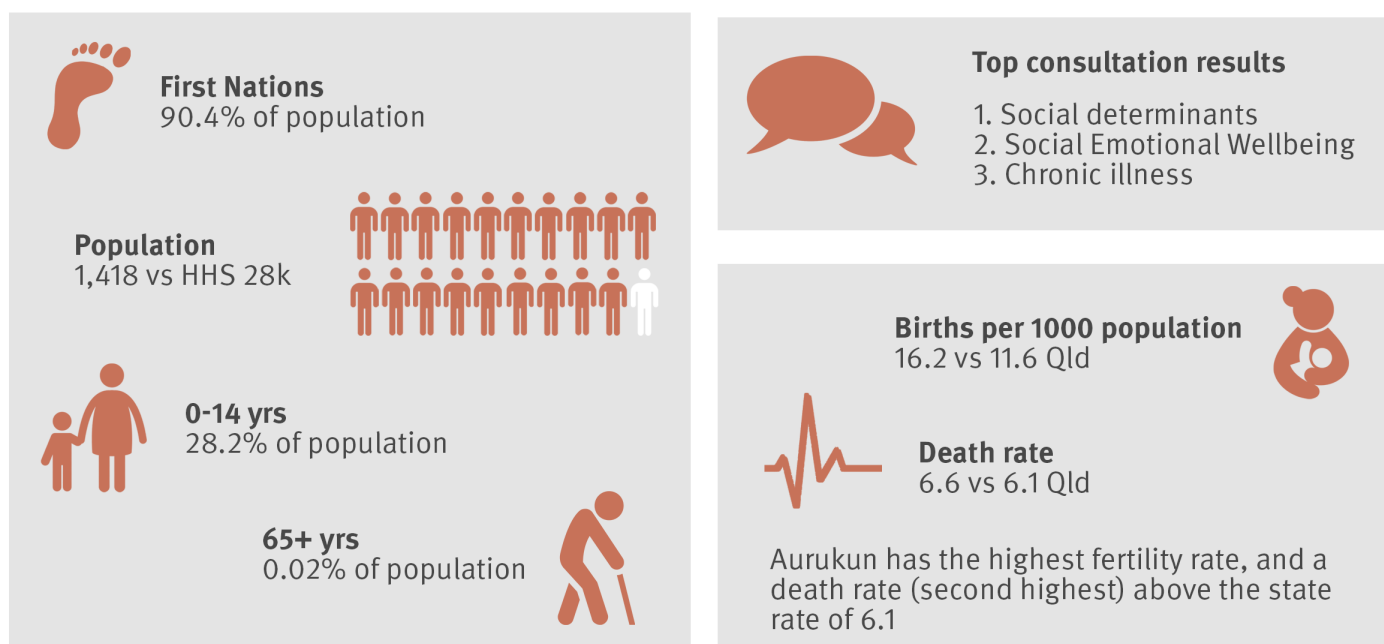 First Nations
90.4% of population
Population
1,418 vs HHS 28k
0-14 yrs
28.2% of population
65+ yrs
0.02% of population
Top consultation results
1. Social determinants
2. Social Emotional Wellbeing
3. Chronic illness
Births per 1000 population
16.2 vs 11.6 Qld
Death rate
6.6 vs 6.1 Qld
Aurukun has the highest fertility rate, and a
death rate (second highest) above the state
rate of 6.1